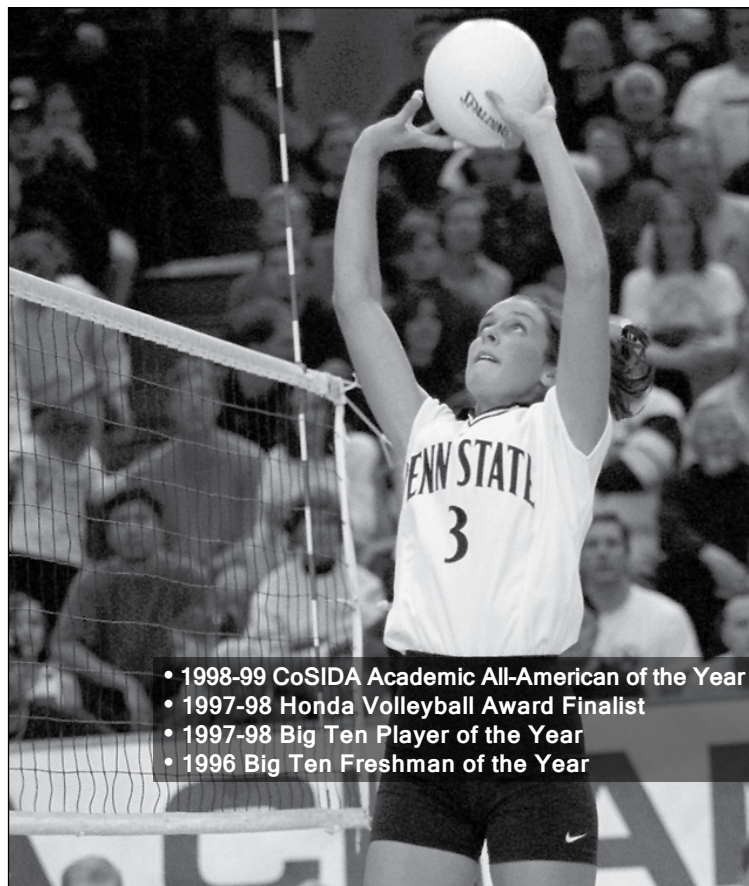 SPALDING
PENN STATE
3
• 1998-99 CoSIDA Academic All-American of the Year
• 1997-98 Honda Volleyball Award Finalist
• 1997-98 Big Ten Player of the Year
• 1996 Big Ten Freshman of the Year